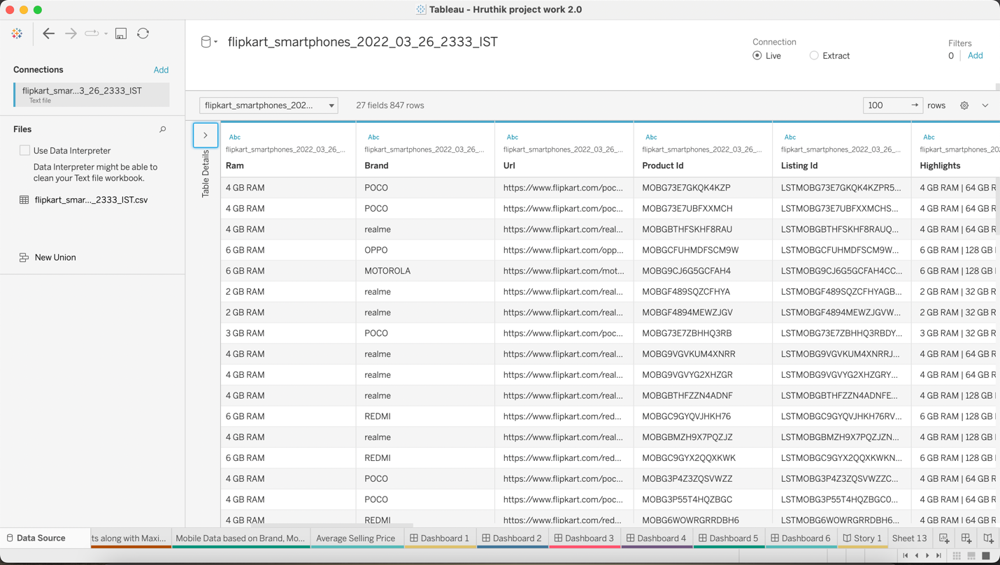 Tableau - Hruthik project work 2.0
flipkart_smartphones_2022_03_26_2333_IST
Connection
Live
Extract
Filters
0
Add
Connections
Add
flipkart_smar...3_26_2333_IST
Text file
flipkart_smartphones_202...
27 fields 847 rows
100 → rows
Files
Use Data Interpreter
Data Interpreter might be able to
clean your Text file workbook.
flipkart_smar..._2333_IST.csv
New Union
Table Details
Abc Abc Abc Abc Abc Abc
flipkart_smartphones_2022_03_26_... flipkart_smartphones_2022_03_26_... flipkart_smartphones_2022_03_26_... flipkart_smartphones_2022_03_26_... flipkart_smartphones_2022_03_26_... flipkart_smartphones_202
Ram Brand Url Product Id Listing Id Highlights
4 GB RAM POCO https://www.flipkart.com/poc... MOBG73E7GKQK4KZP LSTMOBG73E7GKQK4KZPR5... 4 GB RAM | 64 GB R
4 GB RAM POCO https://www.flipkart.com/poc... MOBG73E7UBFXXMCH LSTMOBG73E7UBFXXMCHS... 4 GB RAM | 64 GB R
4 GB RAM realme https://www.flipkart.com/real... MOBGBTHFSKHF8RAU LSTMOBGBTHFSKHF8RAUQ... 4 GB RAM | 64 GB R
6 GB RAM OPPO https://www.flipkart.com/opp... MOBGCFUHMDFSCM9W LSTMOBGCFUHMDFSCM9W... 6 GB RAM | 128 GB
6 GB RAM MOTOROLA https://www.flipkart.com/mot... MOBG9CJ6G5GCFAH4 LSTMOBG9CJ6G5GCFAH4CC... 6 GB RAM | 128 GB
2 GB RAM realme https://www.flipkart.com/real... MOBGF489SQZCFHYA LSTMOBGF489SQZCFHYAGB... 2 GB RAM | 32 GB R
2 GB RAM realme https://www.flipkart.com/real... MOBGF4894MEWZJGV LSTMOBGF4894MEWZJGVW... 2 GB RAM | 32 GB R
3 GB RAM POCO https://www.flipkart.com/poc... MOBG73E7ZBHHQ3RB LSTMOBG73E7ZBHHQ3RBDY... 3 GB RAM | 32 GB R
4 GB RAM realme https://www.flipkart.com/real... MOBG9VGVKUM4XNRR LSTMOBG9VGVKUM4XNRRJ... 4 GB RAM | 64 GB R
4 GB RAM realme https://www.flipkart.com/real... MOBG9VGVYG2XHZGR LSTMOBG9VGVYG2XHZGRY... 4 GB RAM | 64 GB R
4 GB RAM realme https://www.flipkart.com/real... MOBGBTHFZZN4ADNF LSTMOBGBTHFZZN4ADNFE... 4 GB RAM | 128 GB
6 GB RAM REDMI https://www.flipkart.com/red... MOBGC9GYQVJHKH76 LSTMOBGC9GYQVJHKH76RV... 6 GB RAM | 128 GB
4 GB RAM realme https://www.flipkart.com/real... MOBGBMZH9X7PQZJZ LSTMOBGBMZH9X7PQZJZN... 4 GB RAM | 128 GB
6 GB RAM REDMI https://www.flipkart.com/red... MOBGC9GYX2QQXKWK LSTMOBGC9GYX2QQXKWKN... 6 GB RAM | 128 GB
4 GB RAM POCO https://www.flipkart.com/poc... MOBG3P4Z3ZQSVWZZ LSTMOBG3P4Z3ZQSVWZZC... 4 GB RAM | 64 GB R
4 GB RAM POCO https://www.flipkart.com/poc... MOBG3P55T4HQZBGC LSTMOBG3P55T4HQZBGC0... 4 GB RAM | 64 GB R
4 GB RAM REDMI https://www.flipkart.com/red... MOBG6WOWRGRRDBH6 LSTMOBG6WOWRGRRDBH6... 4 GB RAM | 64 GB R
Data Source ts along with Maxi... Mobile Data based on Brand, Mo... Average Selling Price Dashboard 1 Dashboard 2 Dashboard 3 Dashboard 4 Dashboard 5 Dashboard 6 Story 1 Sheet 13